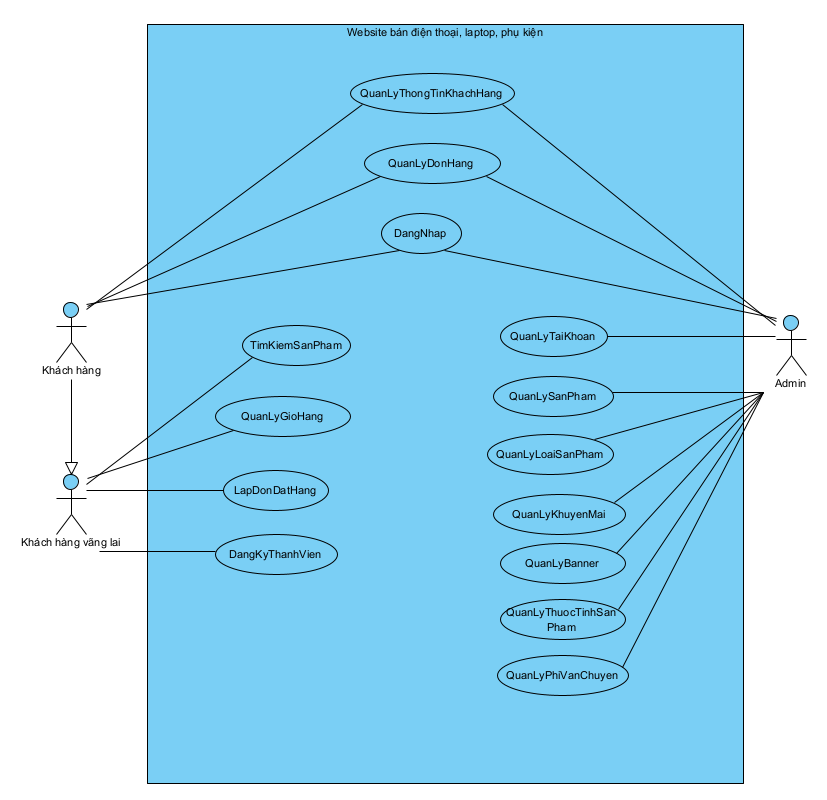 Website bán điện thoại, laptop, phụ kiện
QuanLyThongTinKhachHang
QuanLyDonHang
DangNhap
Khách hàng
TimKiemSanPham
QuanLyGioHang
LapDonDatHang
Khách hàng vãng lai
DangKyThanhVien
QuanLyTaiKhoan
Admin
QuanLySanPham
QuanLyLoaiSanPham
QuanLyKhuyenMai
QuanLyBanner
QuanLyThuocTinhSan
Pham
QuanLyPhiVanChuyen